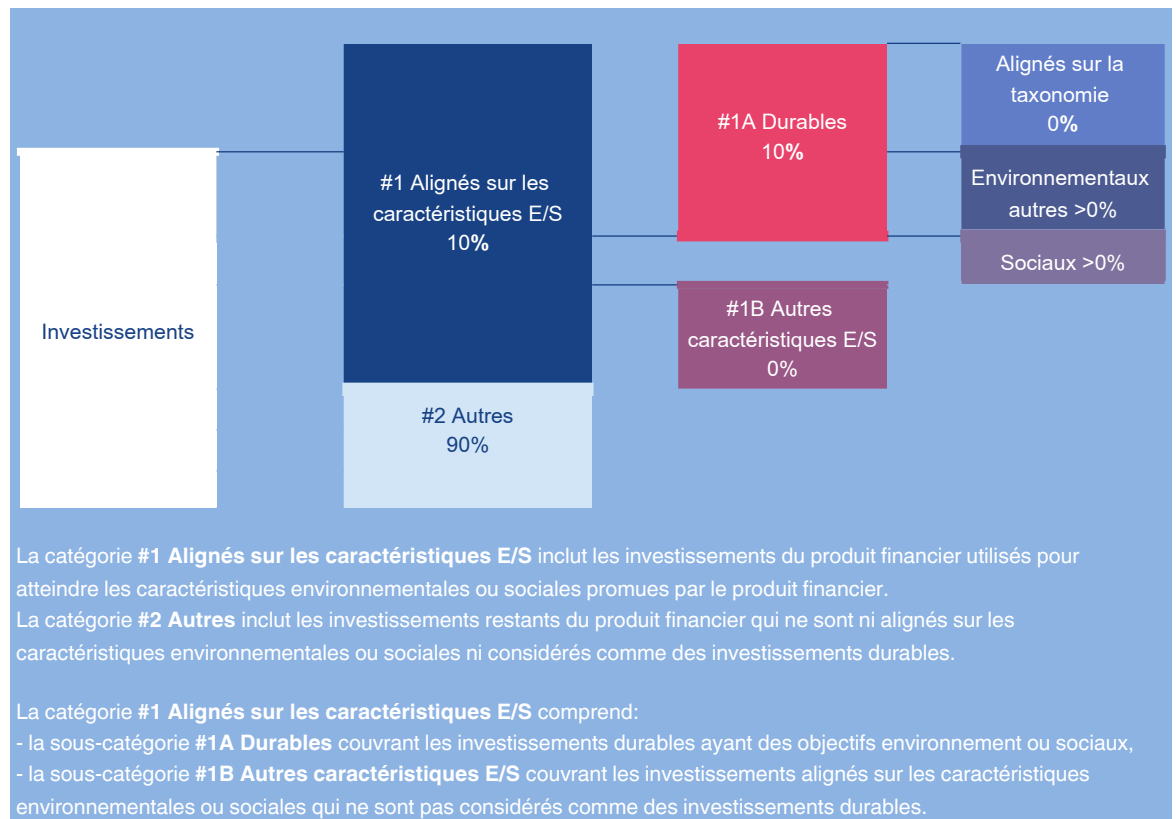 Investissements
#1 Alignés sur les
caractéristiques E/S
10%
#2 Autres
90%
#1A Durables
10%
#1B Autres
caractéristiques E/S
0%
Alignés sur la
taxonomie
0%
Environnementaux
autres >0%
Sociaux >0%
La catégorie #1 Alignés sur les caractéristiques E/S inclut les investissements du produit financier utilisés pour
atteindre les caractéristiques environnementales ou sociales promues par le produit financier.
La catégorie #2 Autres inclut les investissements restants du produit financier qui ne sont ni alignés sur les
caractéristiques environnementales ou sociales ni considérés comme des investissements durables.
La catégorie #1 Alignés sur les caractéristiques E/S comprend:
- la sous-catégorie #1A Durables couvrant les investissements durables ayant des objectifs environnement ou sociaux,
- la sous-catégorie #1B Autres caractéristiques E/S couvrant les investissements alignés sur les caractéristiques
environnementales ou sociales qui ne sont pas considérés comme des investissements durables.